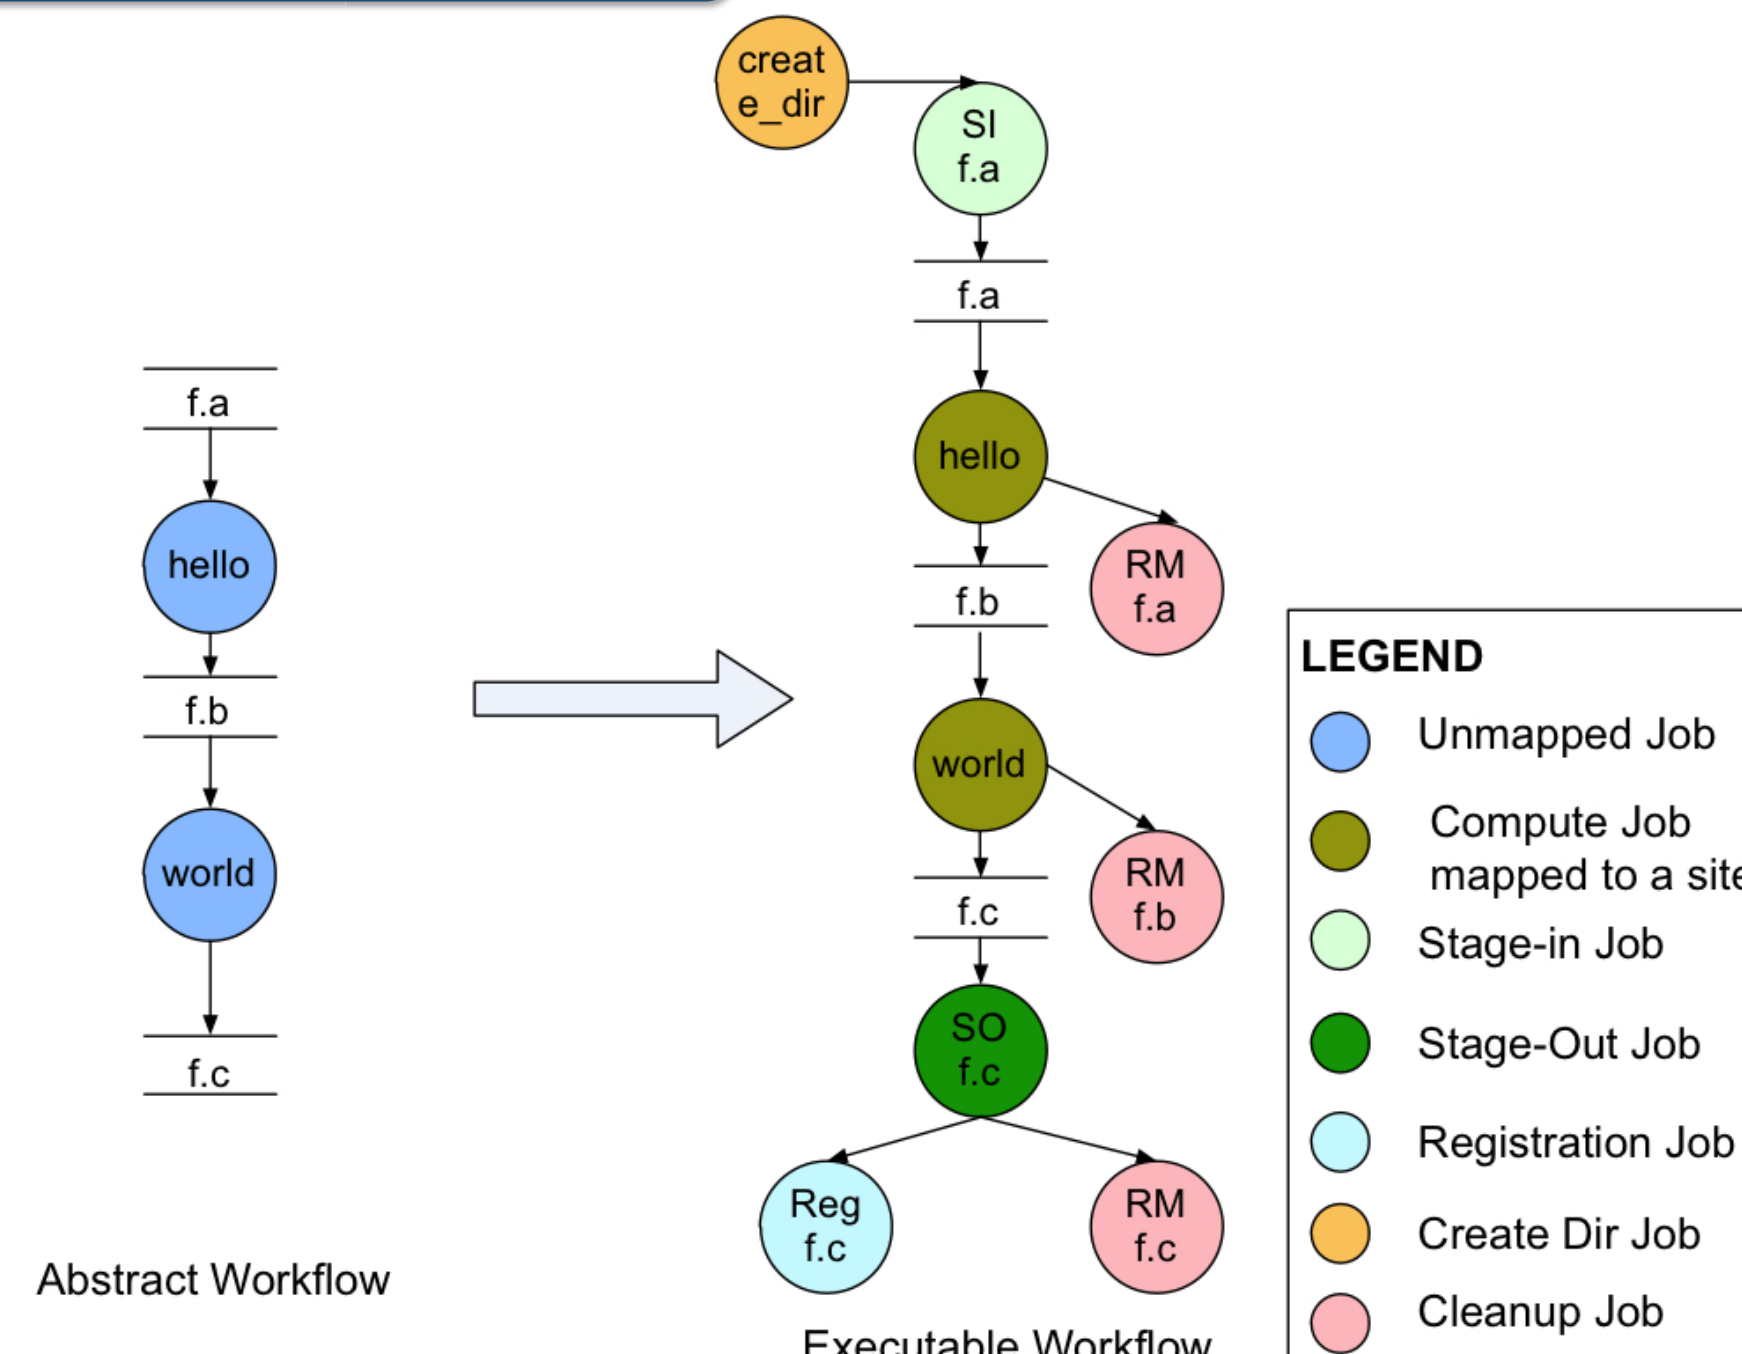 f.a
hello
f.b
world
f.c
Abstract Workflow
creat
e_dir
SI
f.a
f.a
hello
RM
f.a
f.b
world
RM
f.b
f.c
SO
f.c
Reg
f.c
RM
f.c
Executable Workflow
LEGEND
Unmapped Job
Compute Job
mapped to a site
Stage-in Job
Stage-Out Job
Registration Job
Create Dir Job
Cleanup Job